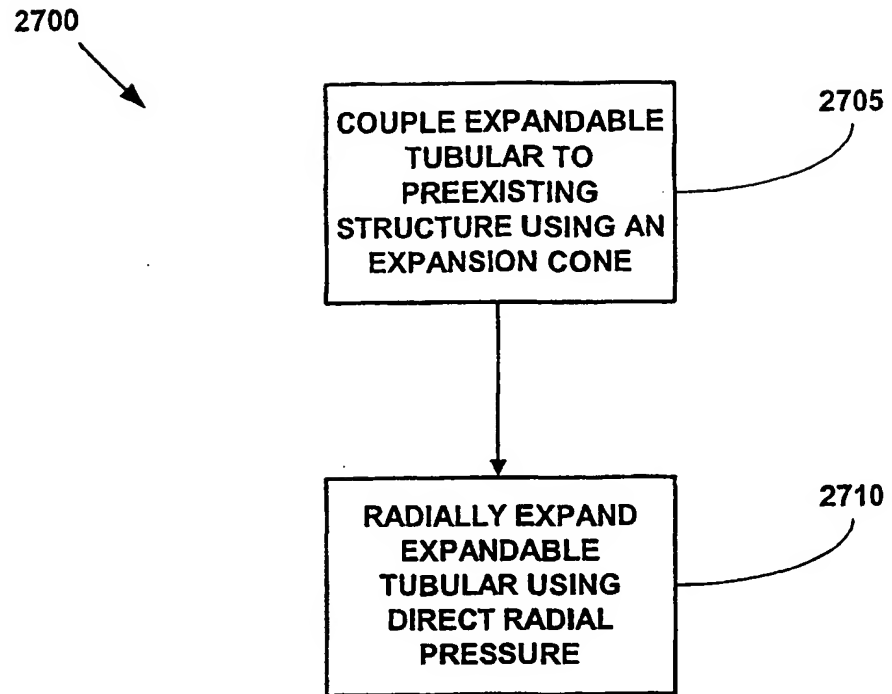 2700
COUPLE EXPANDABLE
TUBULAR TO
PREEXISTING
STRUCTURE USING AN
EXPANSION CONE
2705
RADIALLY EXPAND
EXPANDABLE
TUBULAR USING
DIRECT RADIAL
PRESSURE
2710